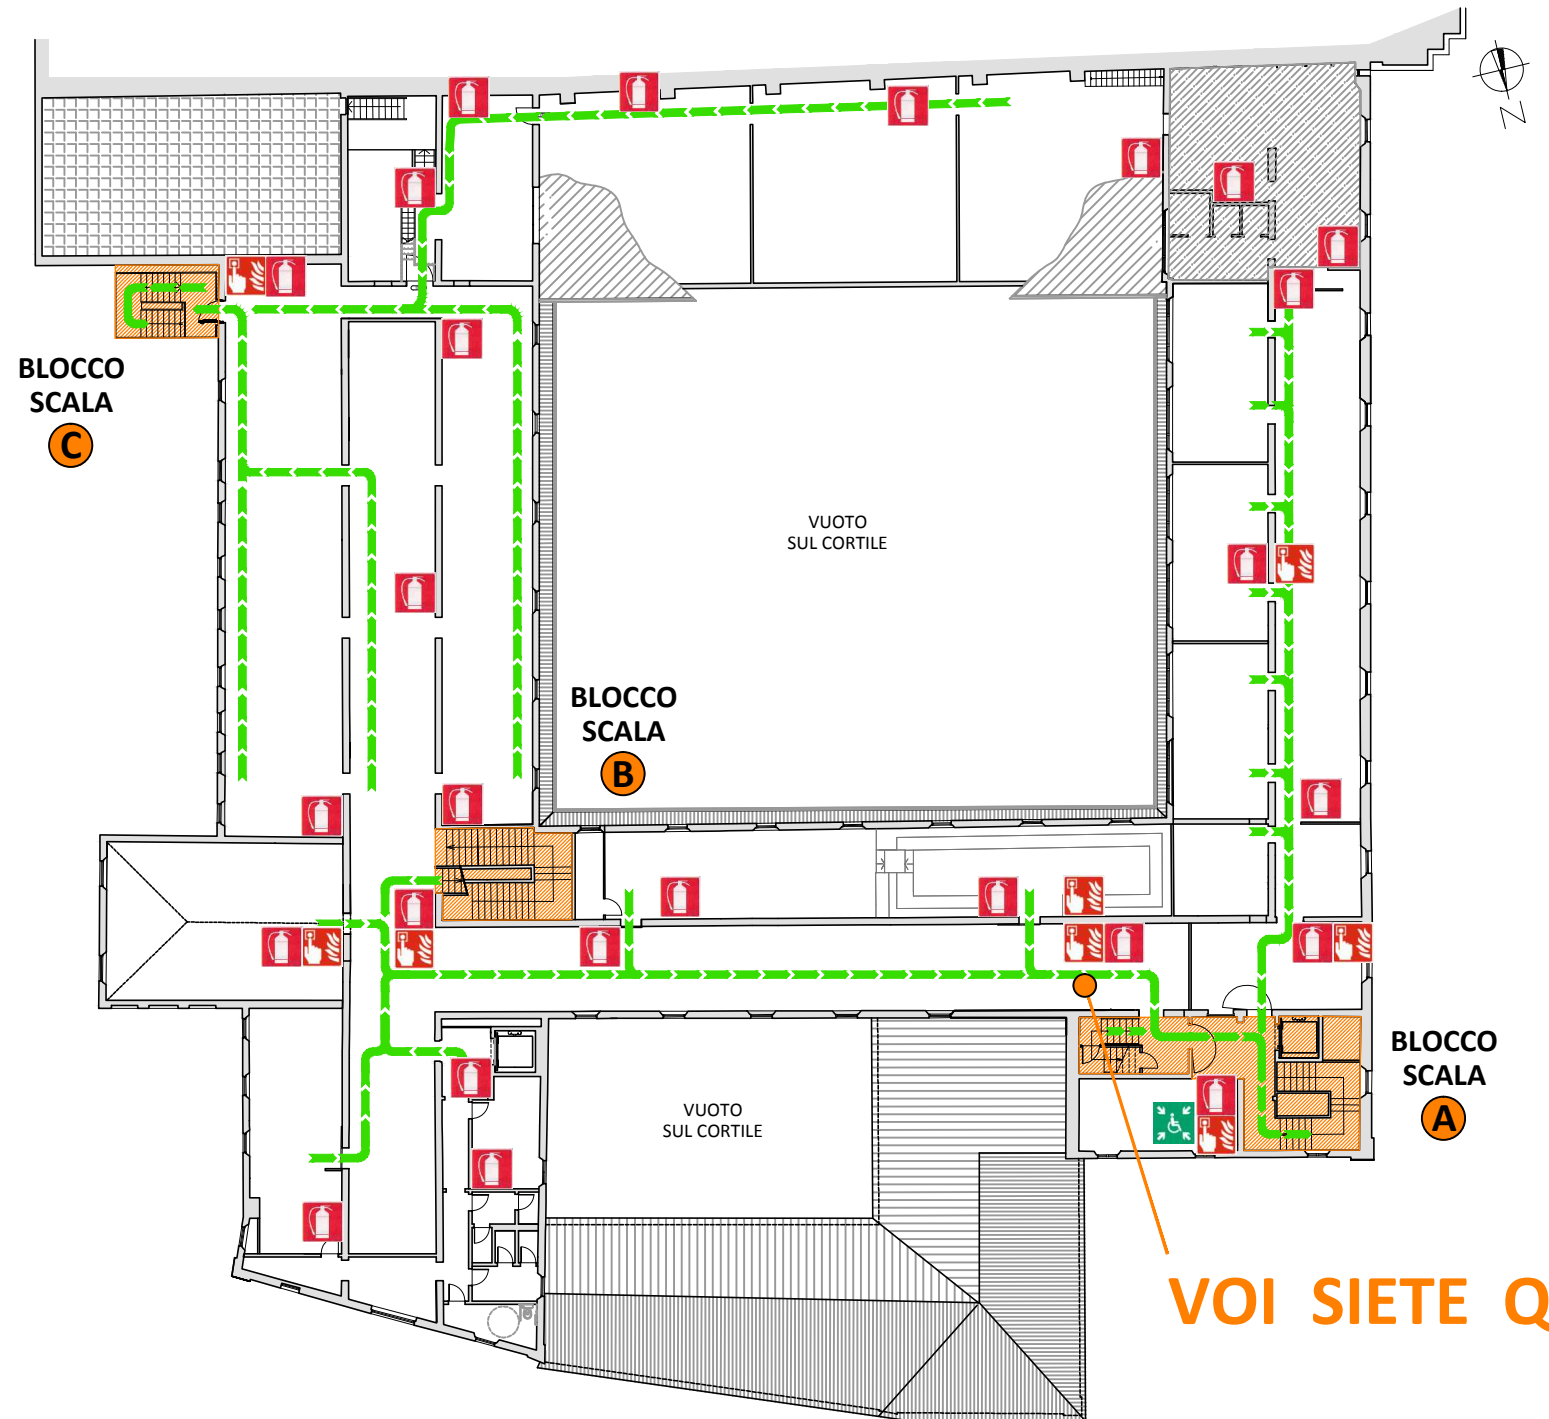 N
BLOCCO
SCALA
C
VUOTO
SUL CORTILE
BLOCCO
SCALA
B
BLOCCO
SCALA
A
VUOTO
SUL CORTILE
VOI SIETE Q